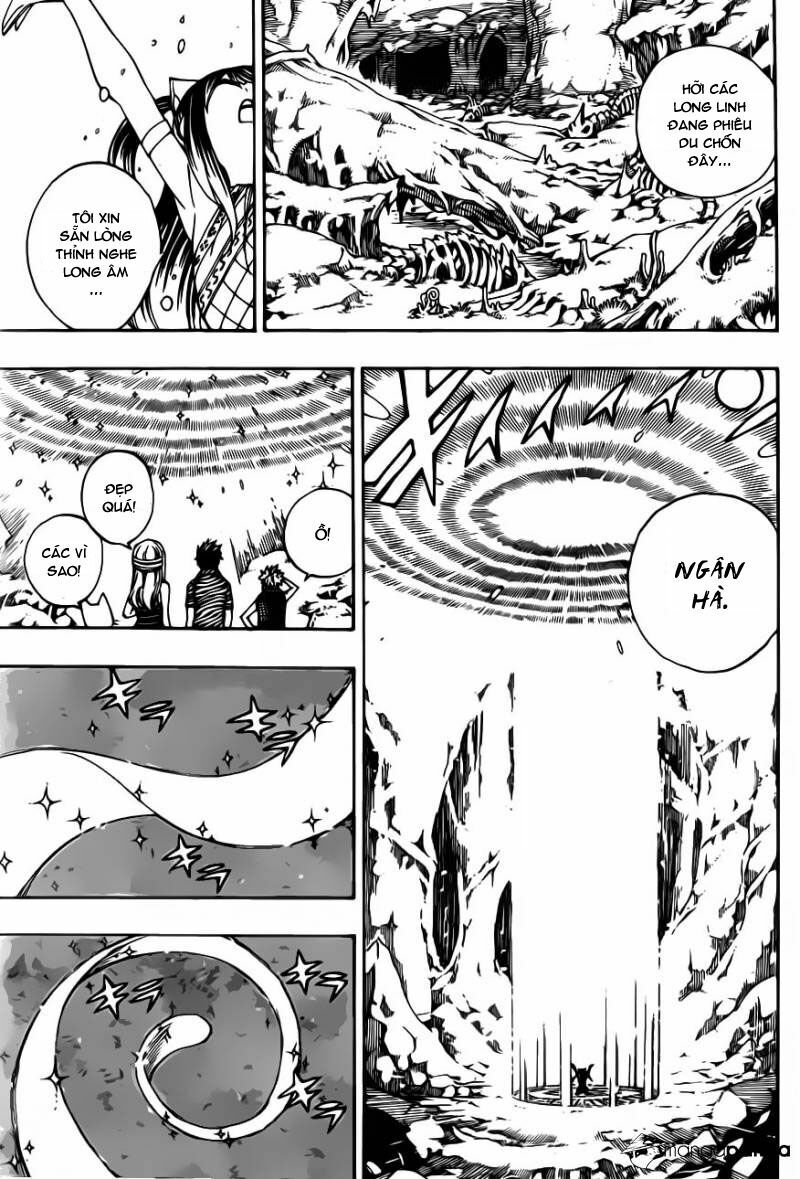 HỠI CÁC
LONG LINH
ĐANG PHIÊU
DU CHỐN
ĐÂY...
TÔI XIN
SẴN LÒNG
THỈNH NGHE
LONG ÂM
...
NGÂN
HÀ.
Ồ!
ĐẸP
QUÁ!
CÁC VÌ
SAO!